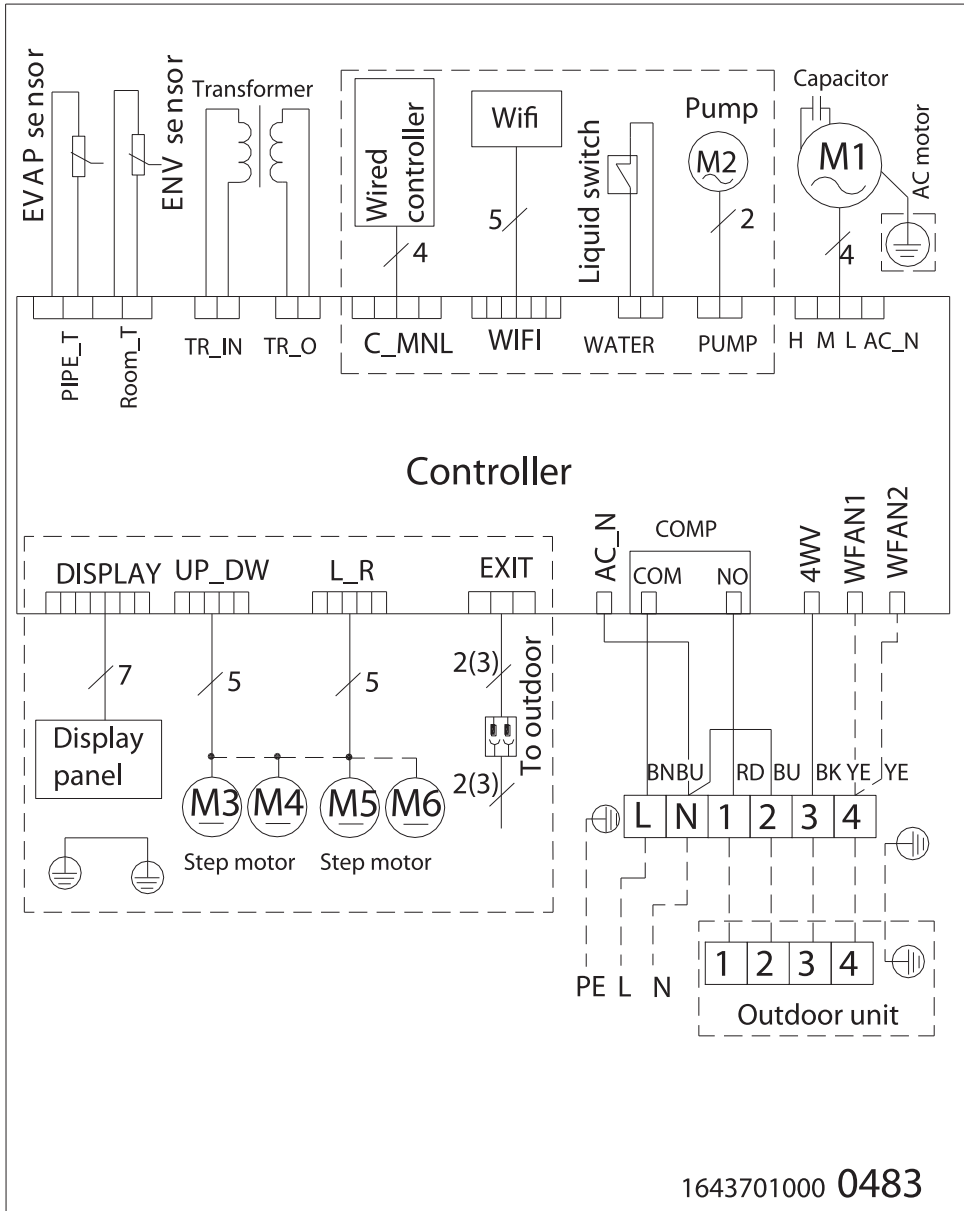 EVAP sensor
ENV sensor
Transformer
Wired
controller
4
Wifi
5
Liquid switch
Pump
M2
2
Capacitor
M1
4
AC motor
PIPE_T
Room_T
TR_IN
TR_O
C_MNL
WIFI
WATER
PUMP
H M L AC_N
Controller
DISPLAY
UP_DW
L_R
EXIT
AC_N
COMP
COM
NO
4WV
WFAN1
WFAN2
7
5
5
2(3)
To outdoor
2(3)
Display
panel
M3
M4
M5
M6
Step motor
Step motor
BN
BU
RD
BU
BK
YE
YE
L N 1 2 3 4
PE L N
1 2 3 4
Outdoor unit
1643701000 0483